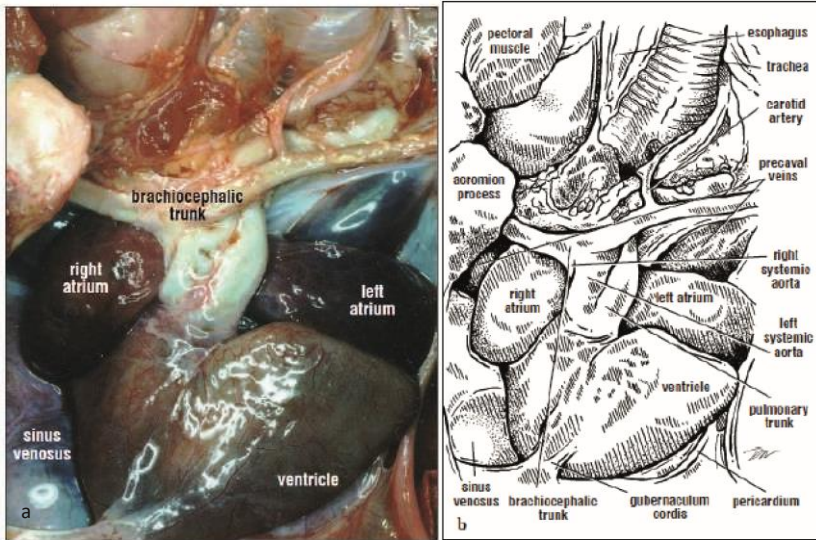 brachiocephalic
trunk
right
atrium
left
atrium
sinus
venosus
ventricle
a
pectoral
muscle
esophagus
trachea
carotid
artery
precaval
veins
aoromion
process
right
systemic
aorta
right
atrium
left atrium
left
systemic
aorta
ventricle
pulmonary
trunk
sinus
venosus
brachiocephalic
trunk
gubernaculum
cordis
pericardium
b